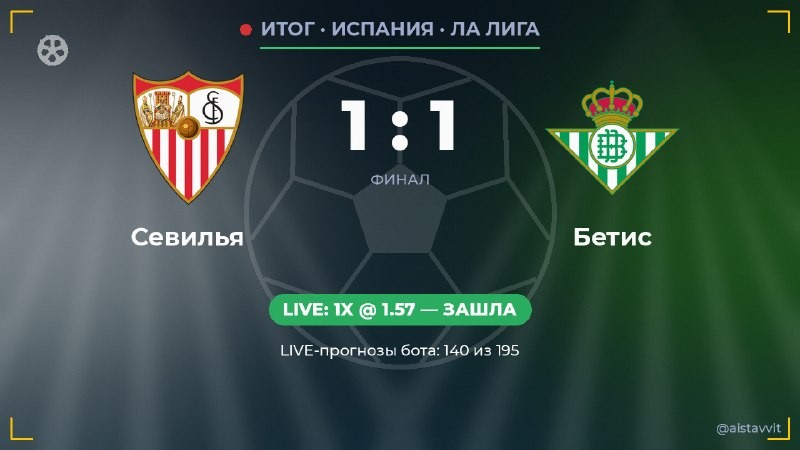 ИТОГ · ИСПАНИЯ · ЛА ЛИГА
1 : 1
ФИНАЛ
Севилья
Бетис
LIVE: 1X @ 1.57 — ЗАШЛА
LIVE-прогнозы бота: 140 из 195
@aistavvit